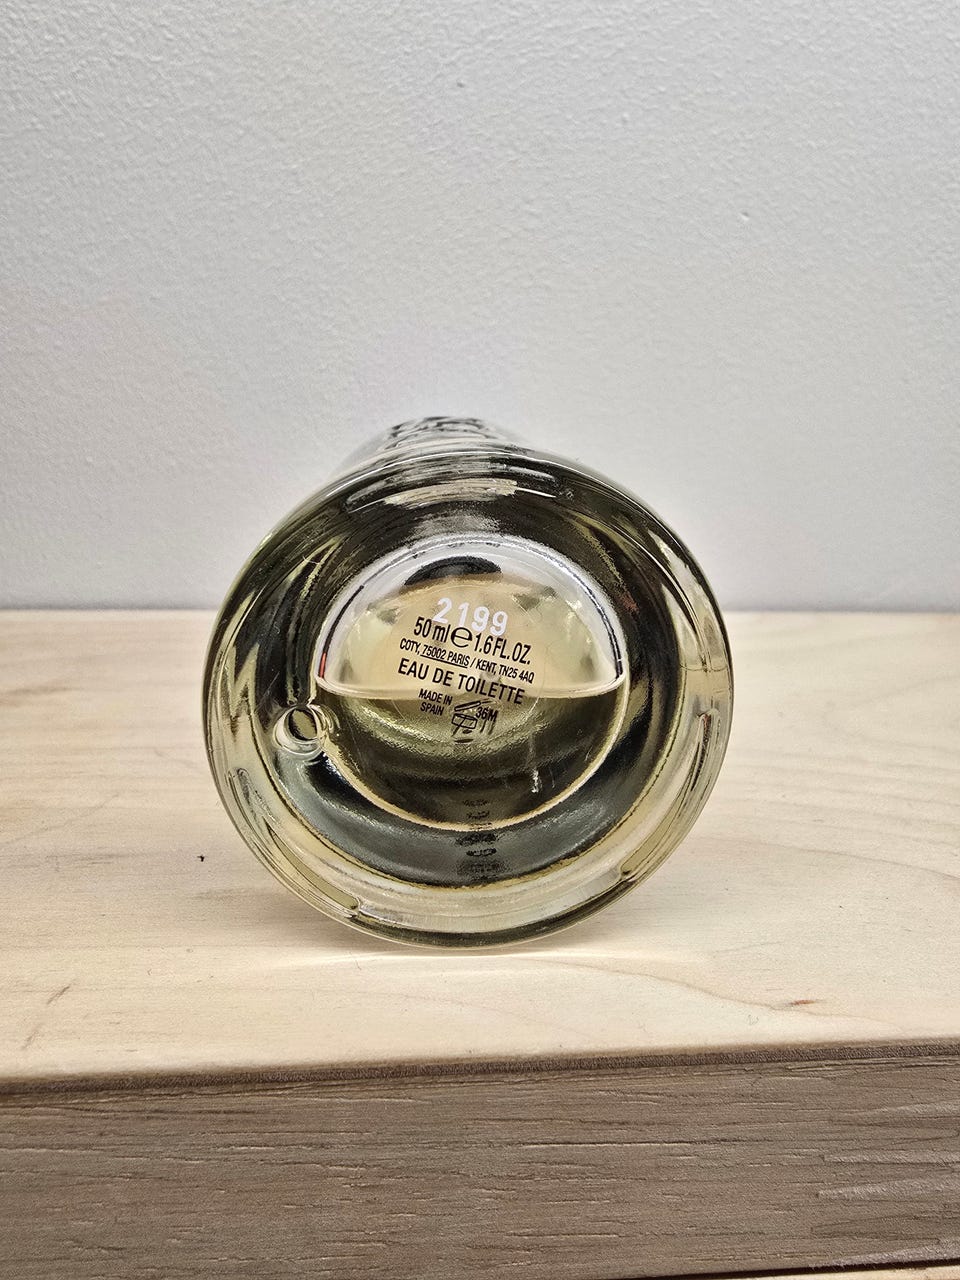 2199
50 ml ℮ 1.6 FL.OZ.
COTY, 75002 PARIS / KENT, TN25 4AQ
EAU DE TOILETTE
MADE IN
SPAIN
36M